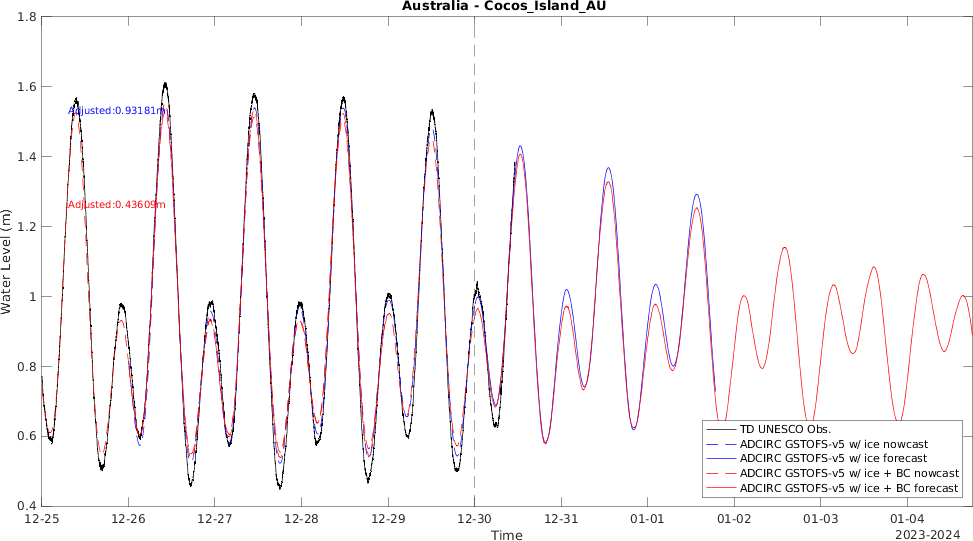 Australia - Cocos_Island_AU
1.8
1.6
1.4
1.2
1
0.8
0.6
0.4
Water Level (m)
Adjusted:0.93181m
Adjusted:0.43609m
TD UNESCO Obs.
ADCIRC GSTOFS-v5 w/ ice nowcast
ADCIRC GSTOFS-v5 w/ ice forecast
ADCIRC GSTOFS-v5 w/ ice + BC nowcast
ADCIRC GSTOFS-v5 w/ ice + BC forecast
12-25 12-26 12-27 12-28 12-29 12-30 12-31 01-01 01-02 01-03 01-04
Time
2023-2024